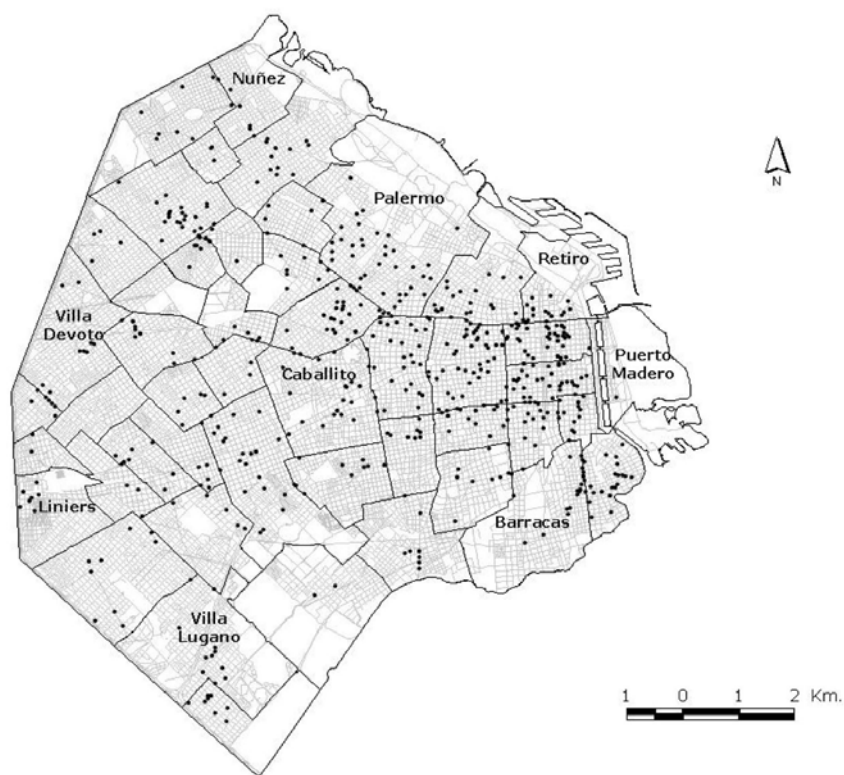 Nuñez
N
Palermo
Retiro
Villa
Devoto
Puerto
Madero
Caballito
Liniers
Barracas
Villa
Lugano
1 0 1 2 Km.